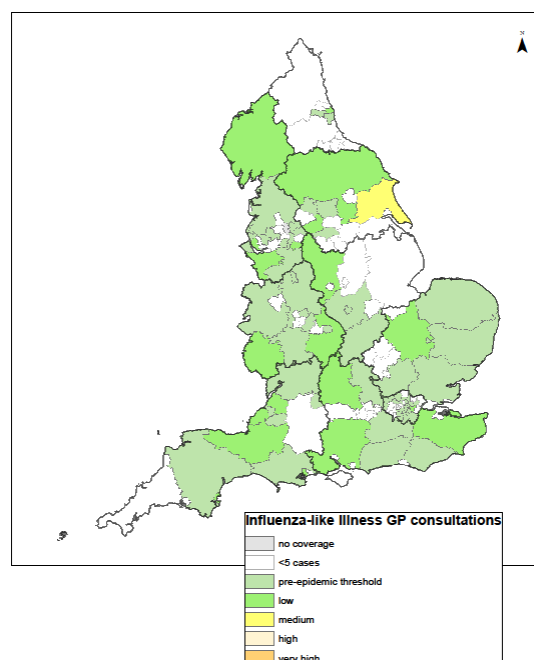 N
Influenza-like Illness GP consultations
no coverage
<5 cases
pre-epidemic threshold
low
medium
high
very high